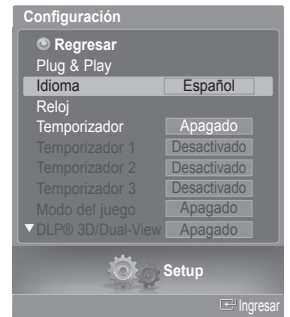 Configuración
Regresar
Plug & Play
Idioma Español
Reloj
Temporizador Apagado
Temporizador 1 Desactivado
Temporizador 2 Desactivado
Temporizador 3 Desactivado
Modo del juego Apagado
▼DLP® 3D/Dual-View Apagado
Setup
Ingresar